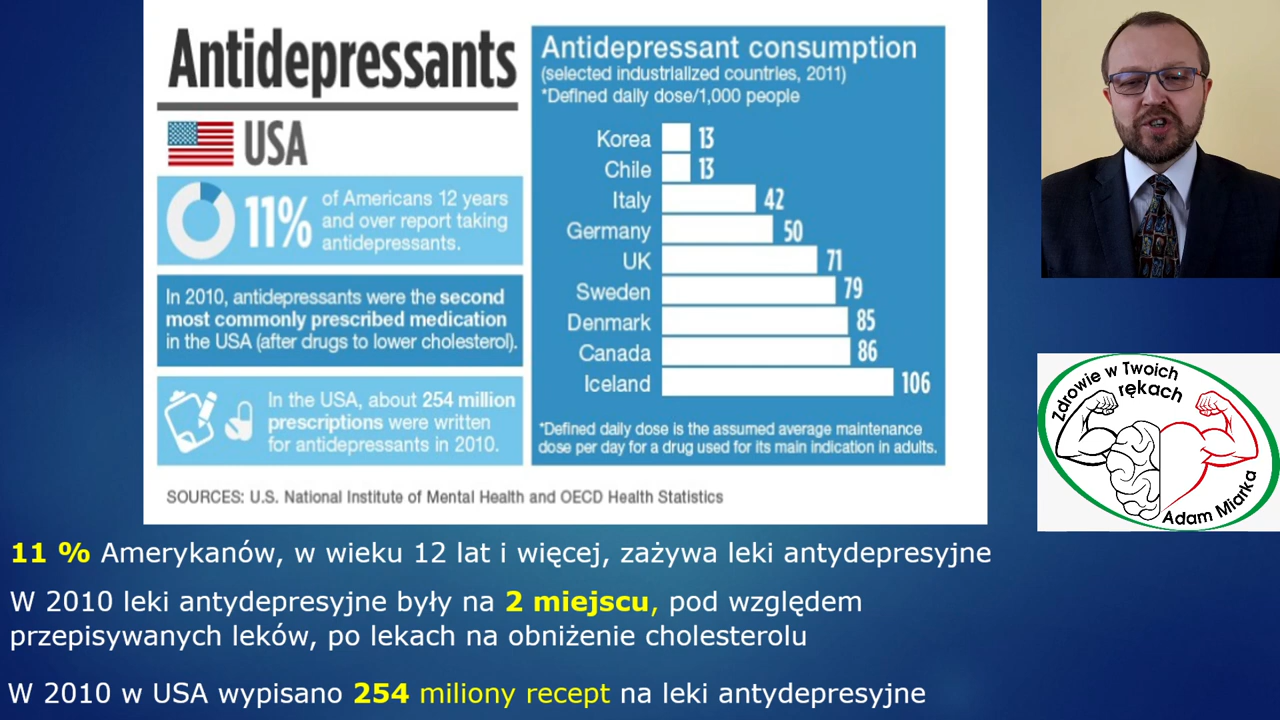 Antidepressants
USA
11%
of Americans 12 years
and over report taking
antidepressants.
In 2010, antidepressants were the second
most commonly prescribed medication
in the USA (after drugs to lower cholesterol).
In the USA, about 254 million
prescriptions were written
for antidepressants in 2010.
Antidepressant consumption
(selected industrialized countries, 2011)
*Defined daily dose/1,000 people
Korea 13
Chile 13
Italy 42
Germany 50
UK 71
Sweden 79
Denmark 85
Canada 86
Iceland 106
*Defined daily dose is the assumed average maintenance
dose per day for a drug used for its main indication in adults.
SOURCES: U.S. National Institute of Mental Health and OECD Health Statistics
Zdrowie w Twoich
rękach
Adam Miarka
11 % Amerykanów, w wieku 12 lat i więcej, zażywa leki antydepresyjne
W 2010 leki antydepresyjne były na 2 miejscu, pod względem
przepisywanych leków, po lekach na obniżenie cholesterolu
W 2010 w USA wypisano 254 miliony recept na leki antydepresyjne